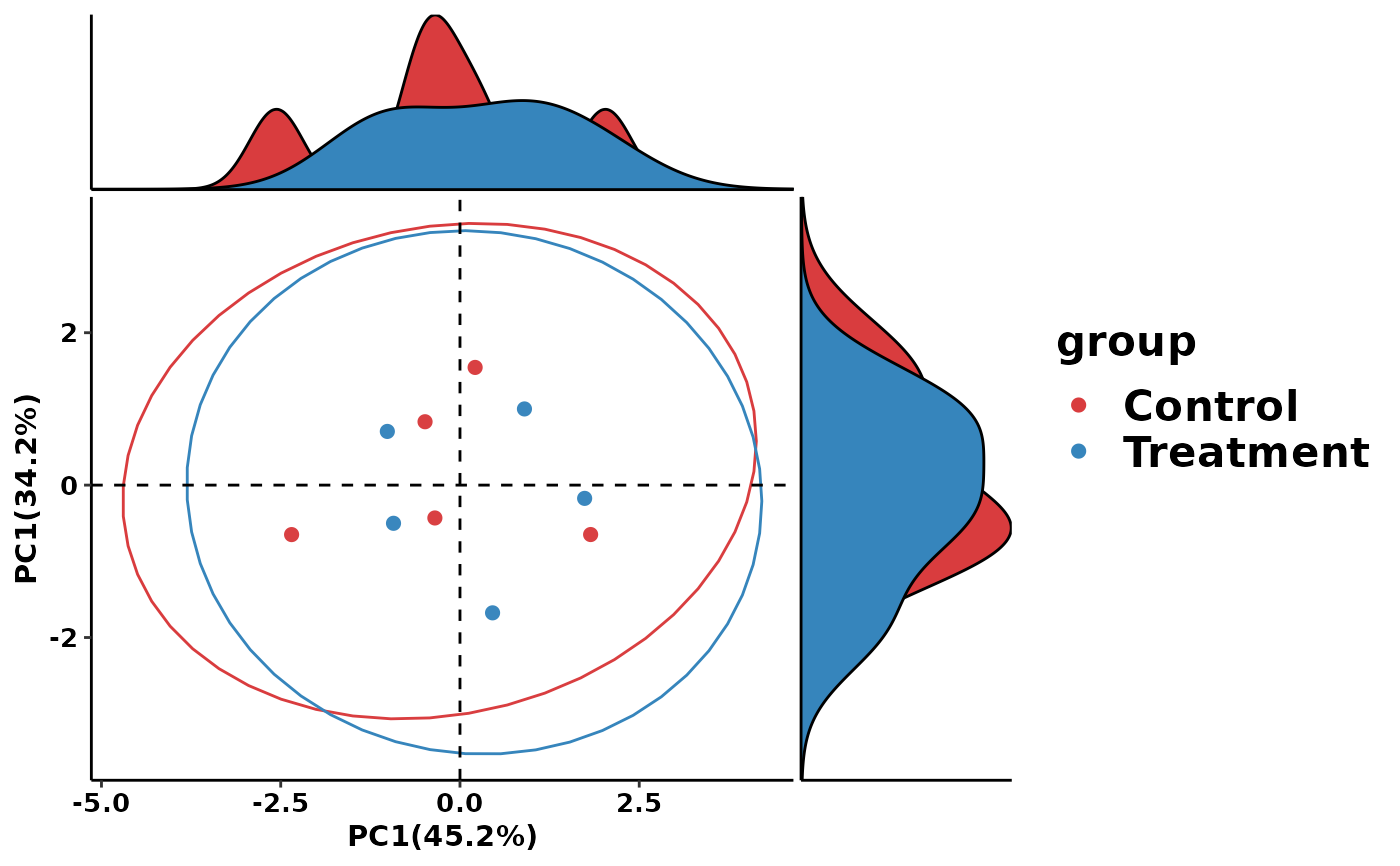 2
0
-2
PC1(34.2%)
-5.0
-2.5
0.0
2.5
PC1(45.2%)
group
Control
Treatment